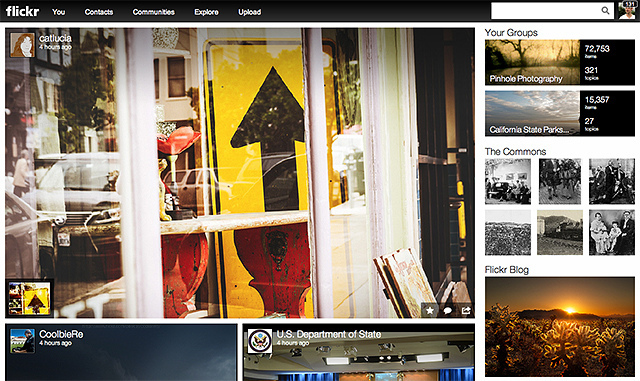 flickr
You
Contacts
Communities
Explore
Upload
131
catlucia
4 hours ago
CoolbieRe
4 hours ago
U.S. Department of State
4 hours ago
Your Groups
72,753
items
321
topics
Pinhole Photography
15,357
items
27
topics
California State Parks...
The Commons
Flickr Blog